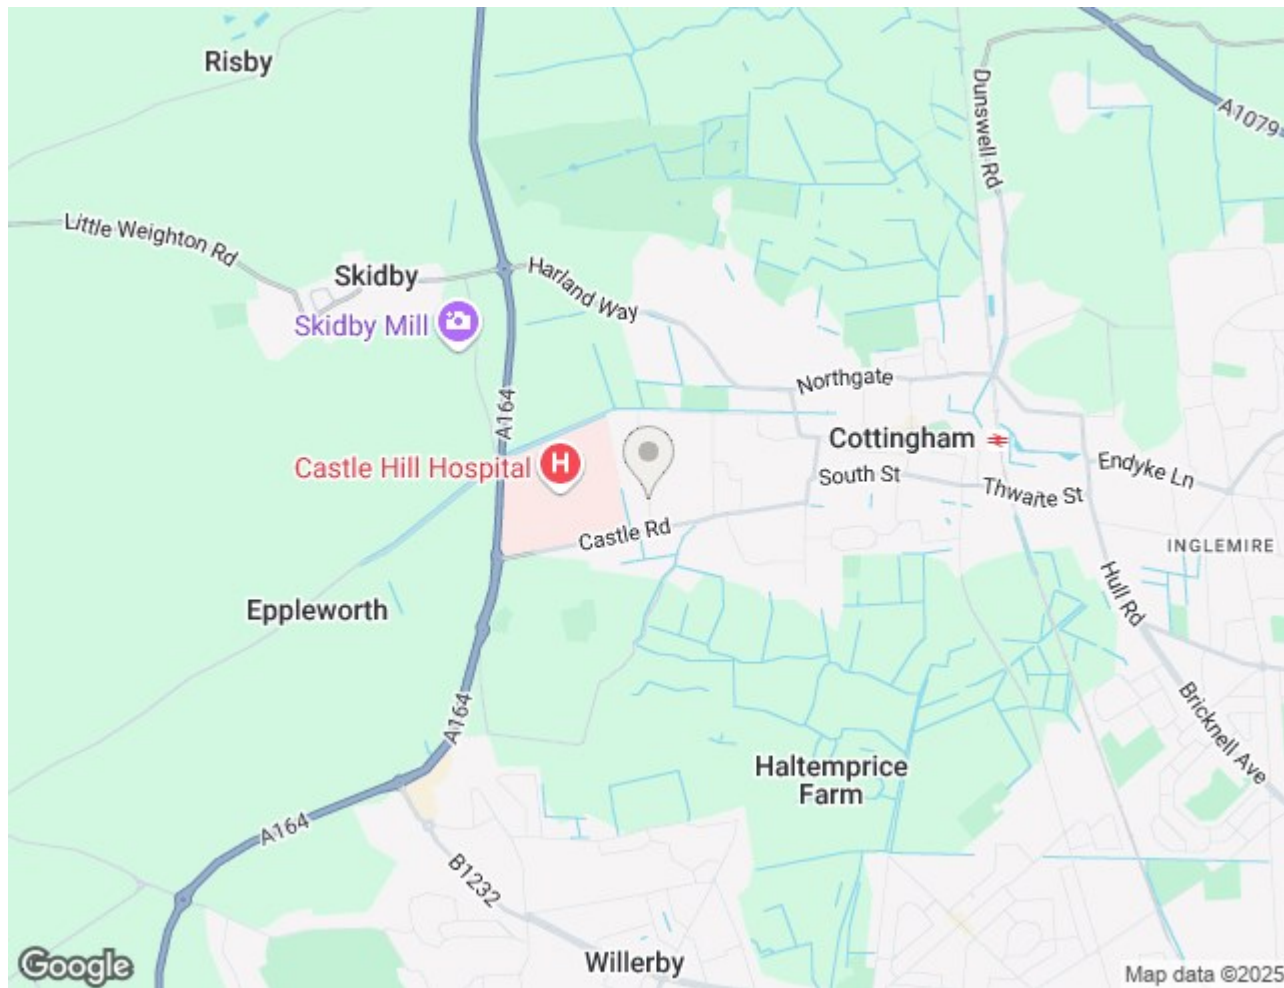 Risby
Dunswell Rd
A1079
Little Weighton Rd
Skidby
Harland Way
Skidby Mill
Northgate
A164
Cottingham
Castle Hill Hospital
H
South St
Endyke Ln
Thwaite St
Castle Rd
INGLEMIRE
Eppleworth
Hull Rd
A164
Bricknell Ave
Haltemprice
Farm
A164
B1232
Willerby
Google
Map data ©2025